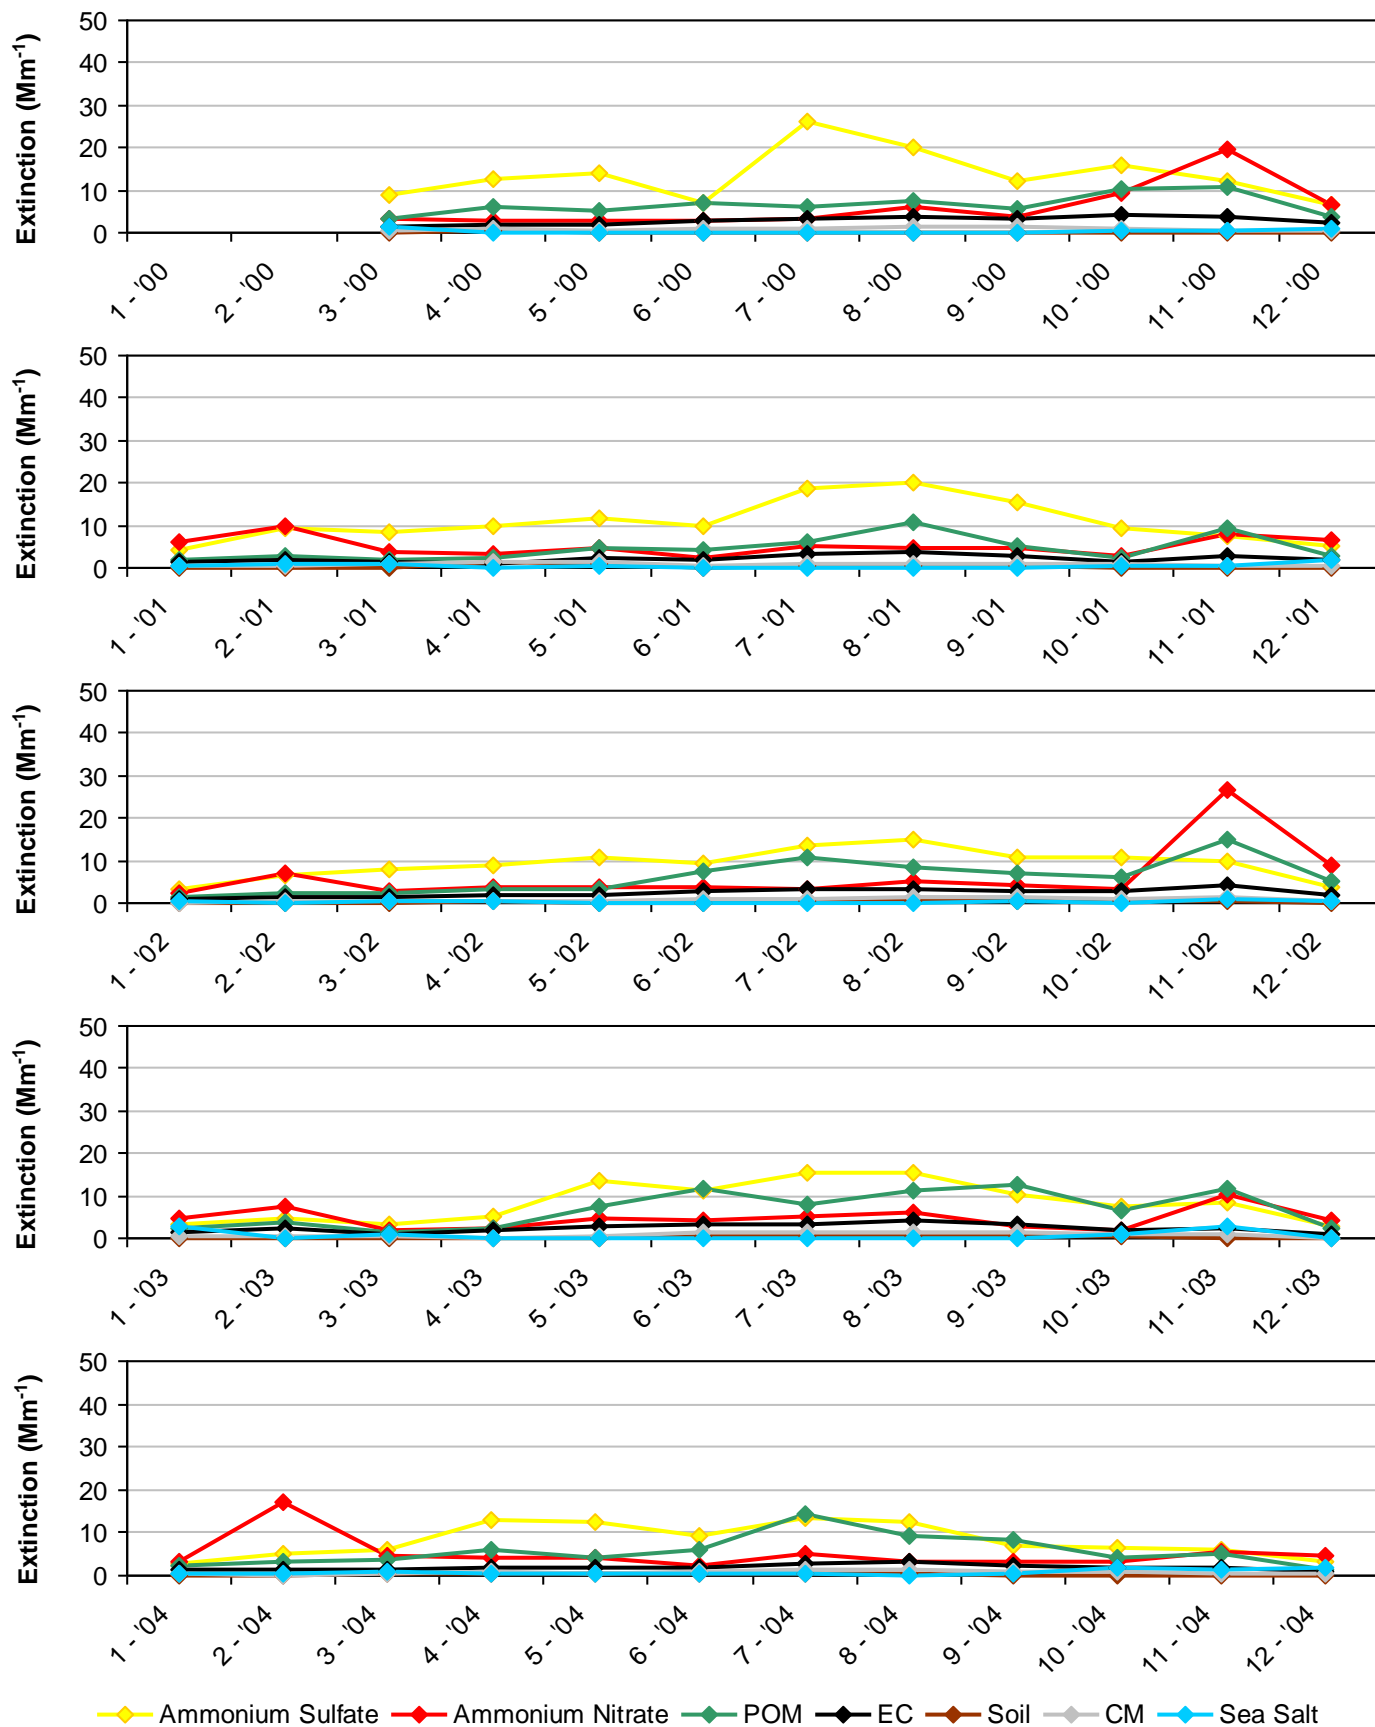 Extinction (Mm-1)
50
40
30
20
10
0
1 - '00 2 - '00 3 - '00 4 - '00 5 - '00 6 - '00 7 - '00 8 - '00 9 - '00 10 - '00 11 - '00 12 - '00
Extinction (Mm-1)
50
40
30
20
10
0
1 - '01 2 - '01 3 - '01 4 - '01 5 - '01 6 - '01 7 - '01 8 - '01 9 - '01 10 - '01 11 - '01 12 - '01
Extinction (Mm-1)
50
40
30
20
10
0
1 - '02 2 - '02 3 - '02 4 - '02 5 - '02 6 - '02 7 - '02 8 - '02 9 - '02 10 - '02 11 - '02 12 - '02
Extinction (Mm-1)
50
40
30
20
10
0
1 - '03 2 - '03 3 - '03 4 - '03 5 - '03 6 - '03 7 - '03 8 - '03 9 - '03 10 - '03 11 - '03 12 - '03
Extinction (Mm-1)
50
40
30
20
10
0
1 - '04 2 - '04 3 - '04 4 - '04 5 - '04 6 - '04 7 - '04 8 - '04 9 - '04 10 - '04 11 - '04 12 - '04
Ammonium Sulfate Ammonium Nitrate POM EC Soil CM Sea Salt